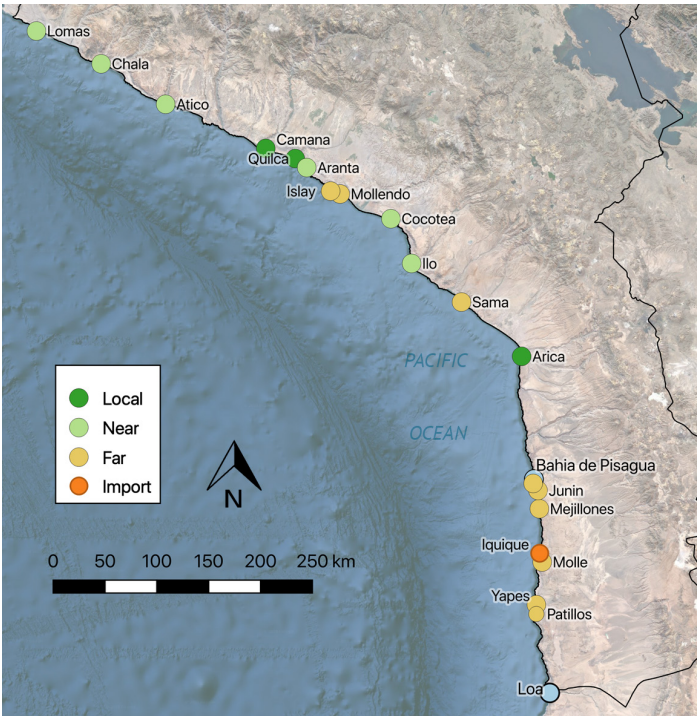 Lomas
Chala
Atico
Camana
Quilca
Aranta
Islay
Mollendo
Cocotea
Ilo
Sama
PACIFIC
Arica
OCEAN
Local
Near
Far
Import
N
Bahia de Pisagua
Junin
Mejillones
Iquique
Molle
0 50 100 150 200 250 km
Yapes
Patillos
Loa